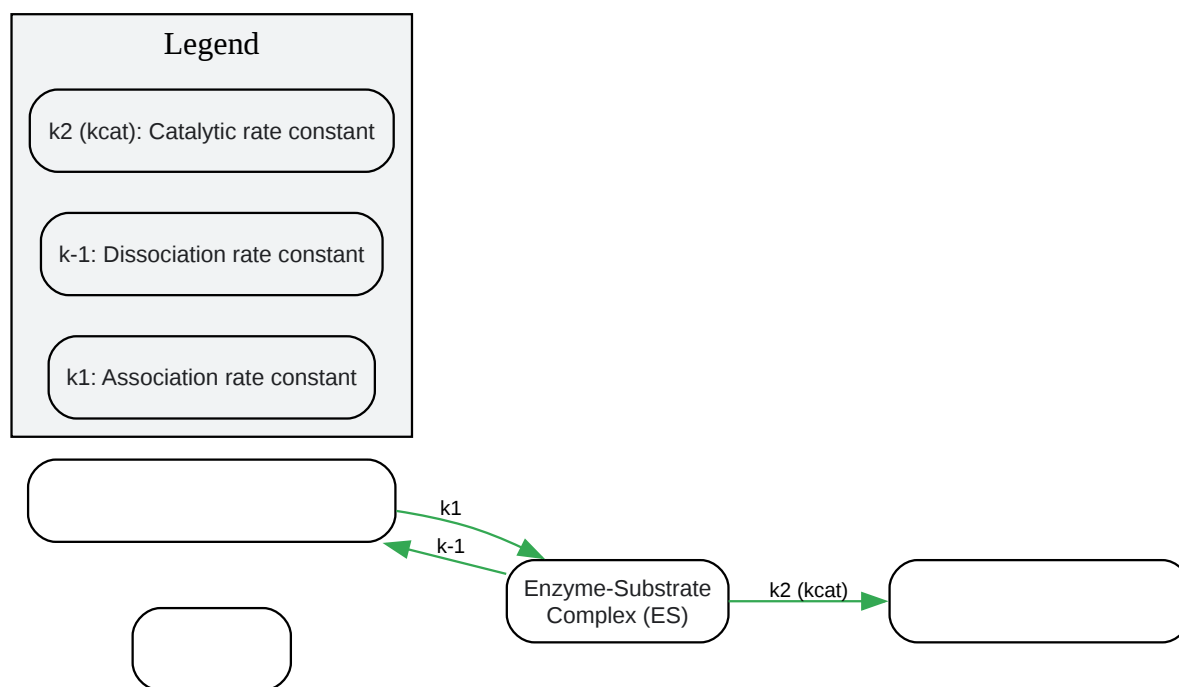 Legend
k2 (kcat): Catalytic rate constant
k-1: Dissociation rate constant
k1: Association rate constant
k1
k-1
Enzyme-Substrate
Complex (ES)
k2 (kcat)